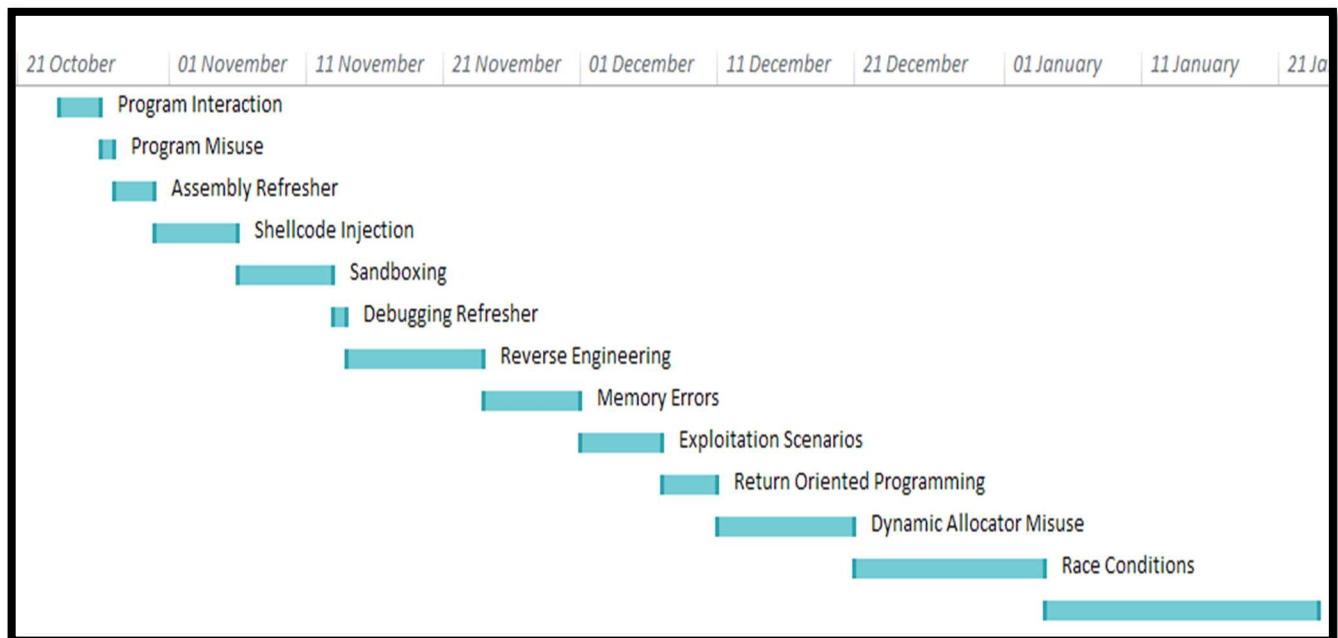 21 October 01 November 11 November 21 November 01 December 11 December 21 December 01 January 11 January 21
Program Interaction
Program Misuse
Assembly Refresher
Shellcode Injection
Sandboxing
Debugging Refresher
Reverse Engineering
Memory Errors
Exploitation Scenarios
Return Oriented Programming
Dynamic Allocator Misuse
Race Conditions